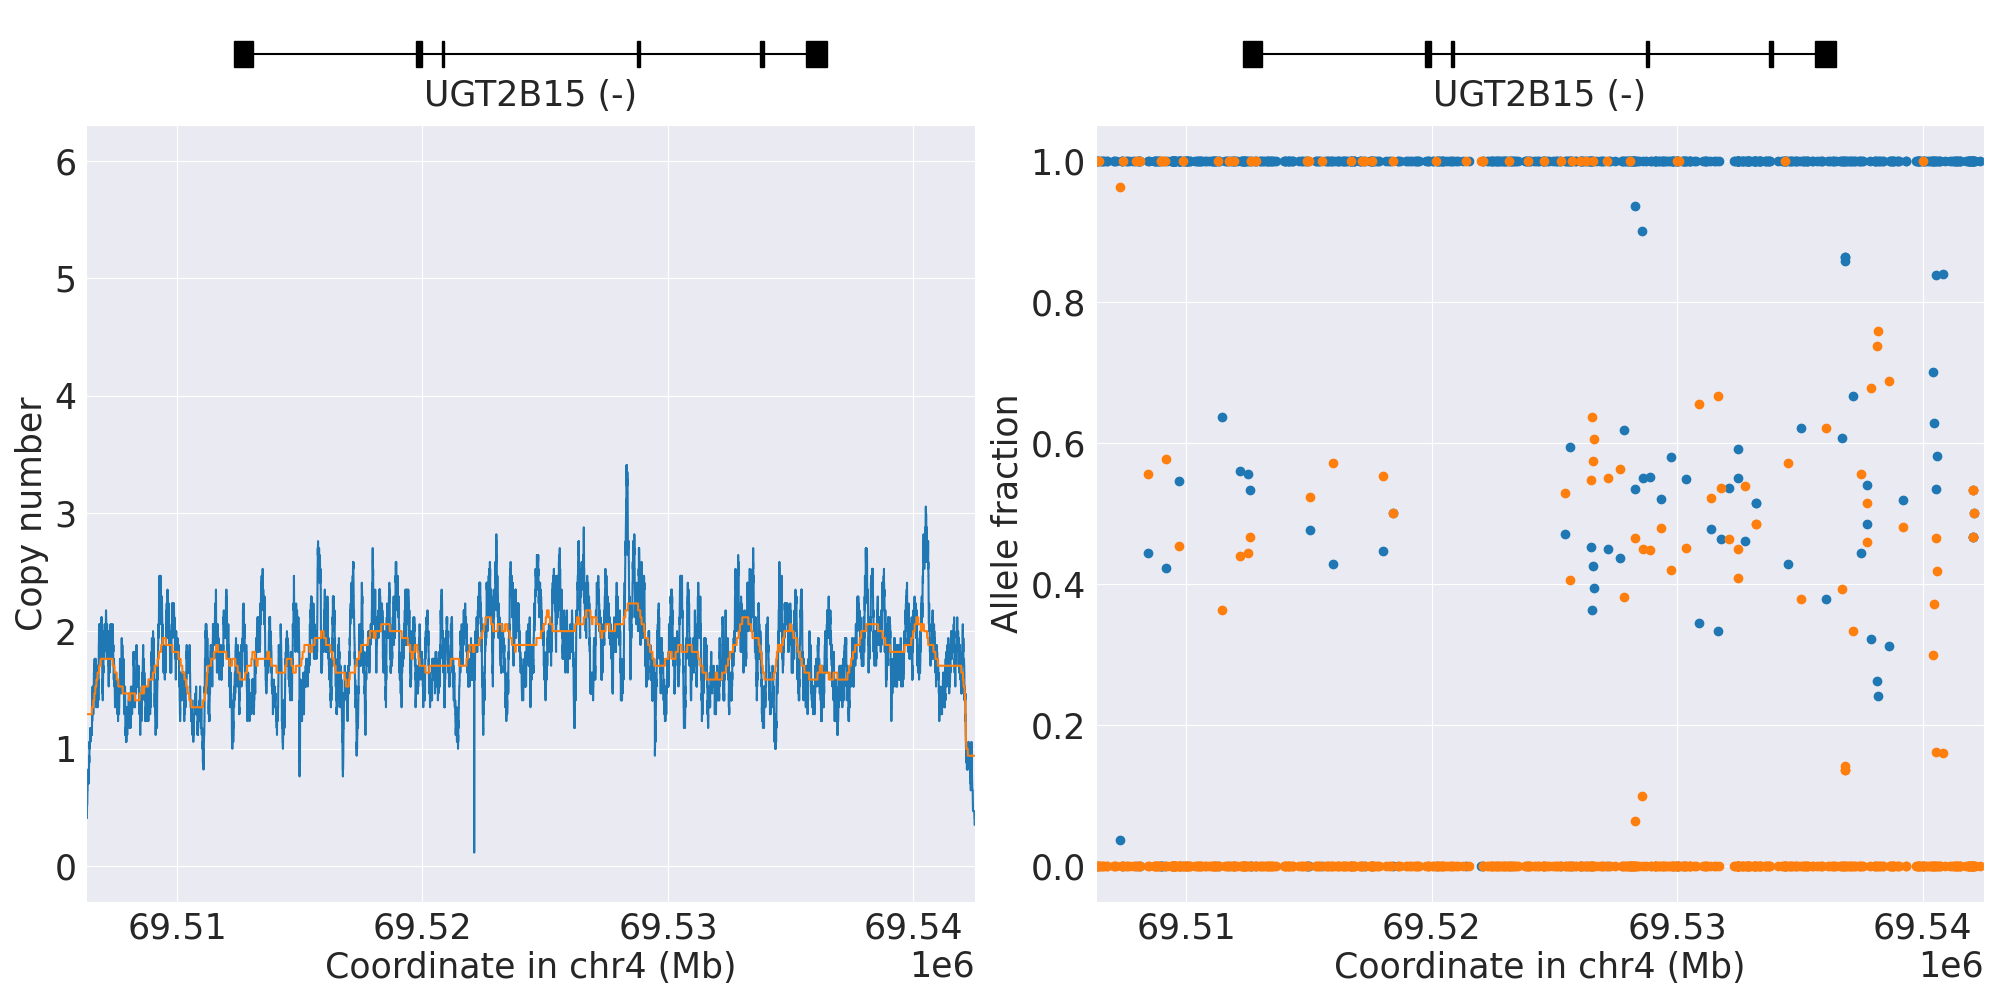 UGT2B15 (-)
6
5
4
3
2
1
0
Copy number
69.51 69.52 69.53 69.54
Coordinate in chr4 (Mb)
1e6
UGT2B15 (-)
1.0
0.8
0.6
0.4
0.2
0.0
Allele fraction
69.51 69.52 69.53 69.54
Coordinate in chr4 (Mb)
1e6